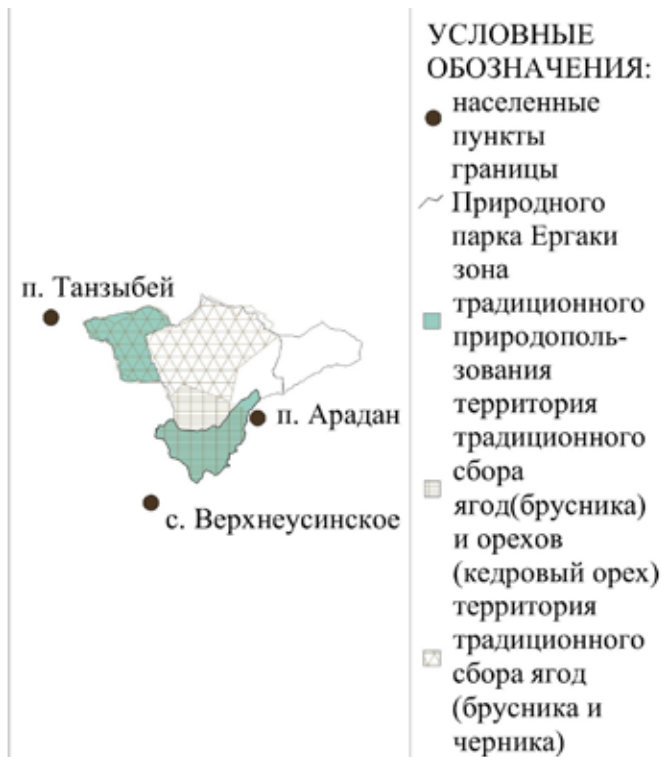 п. Танзыбей
п. Арадан
с. Верхнеусинское
УСЛОВНЫЕ
ОБОЗНАЧЕНИЯ:
населенные
пункты
границы
Природного
парка Ергаки
зона
традиционного
природополь-
зования
территория
традиционного
сбора
ягод(брусника)
и орехов
(кедровый орех)
территория
традиционного
сбора ягод
(брусника и
черника)